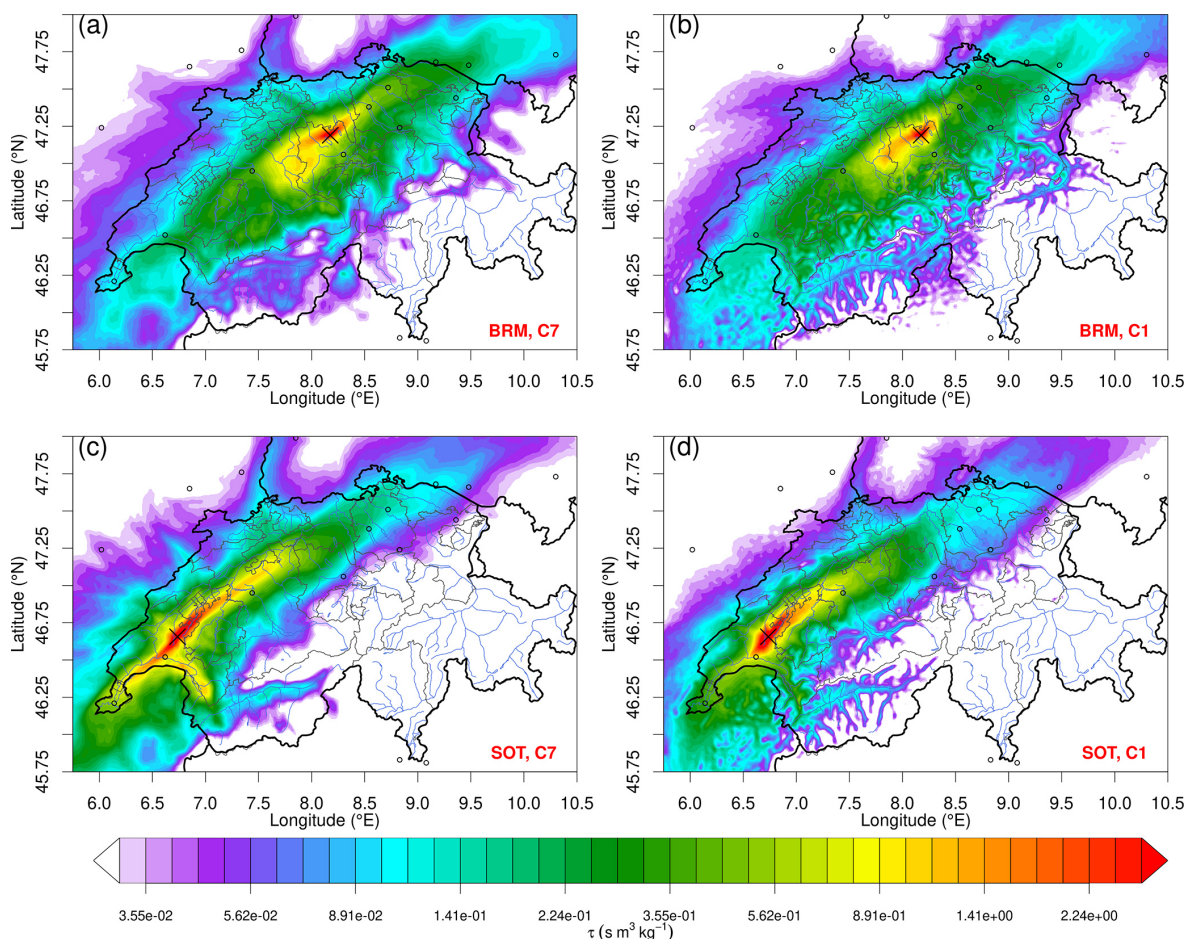 (a)
47.75
47.25
46.75
46.25
45.75
Latitude (°N)
BRM, C7
6.0 6.5 7.0 7.5 8.0 8.5 9.0 9.5 10.0 10.5
Longitude (°E)
(b)
47.75
47.25
46.75
46.25
45.75
Latitude (°N)
BRM, C1
6.0 6.5 7.0 7.5 8.0 8.5 9.0 9.5 10.0 10.5
Longitude (°E)
(c)
47.75
47.25
46.75
46.25
45.75
Latitude (°N)
SOT, C7
6.0 6.5 7.0 7.5 8.0 8.5 9.0 9.5 10.0 10.5
Longitude (°E)
(d)
47.75
47.25
46.75
46.25
45.75
Latitude (°N)
SOT, C1
6.0 6.5 7.0 7.5 8.0 8.5 9.0 9.5 10.0 10.5
Longitude (°E)
3.55e-02 5.62e-02 8.91e-02 1.41e-01 2.24e-01 3.55e-01 5.62e-01 8.91e-01 1.41e+00 2.24e+00
τ (s m³ kg⁻¹)